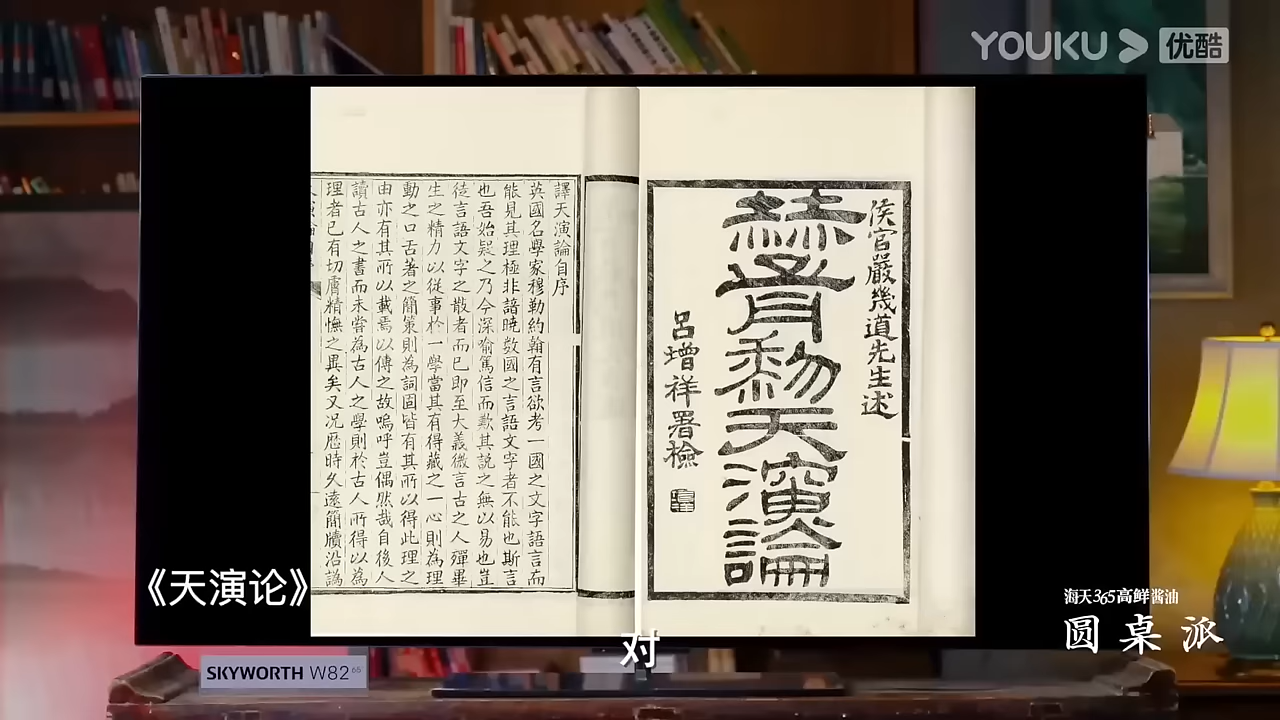 YOUKU 优酷
侯官嚴幾道先生述
赫胥黎天演論
呂增祥署檢
譯天演論自序
英國名學家穆勒約翰有言欲考一國之文字語言而
能見其理極非諳曉數國之言語文字者不能也斯言
也吾始疑之乃今深喻篤信而歎其說之無以易也豈
徒言語文字之散者而已即至大義微言古之人殫畢
生之精力以從事於一學當其有得藏之一心則為理
動之口舌著之簡策則為詞固皆有其所以得此理之
由亦有其所以載焉以傳之故嗚呼豈偶然哉自後人
讀古人之書而未嘗為古人之學則於古人所得以為
理者已有切膚精憮之異矣又況歷時久遠簡牘沿譌
《天演论》
海天365高鲜酱油
圆桌派
对
SKYWORTH W82 65"